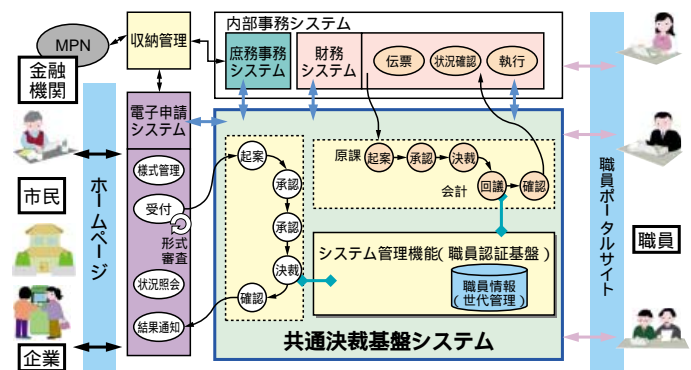 MPN
金融
機関
市民
企業
ホームページ
収納管理
電子申請
システム
様式管理
受付
形式
審査
状況照会
結果通知
内部事務システム
庶務事務
システム
財務
システム
伝票
状況確認
執行
起案
承認
承認
決裁
確認
原課
起案
承認
決裁
会計
回議
確認
システム管理機能(職員認証基盤)
職員情報
(世代管理)
共通決裁基盤システム
職員ポータルサイト
職員